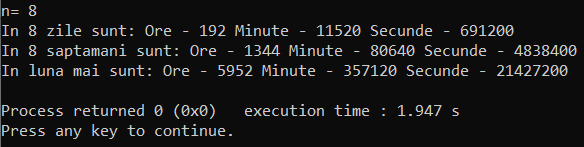 n= 8
In 8 zile sunt: Ore - 192 Minute - 11520 Secunde - 691200
In 8 saptamani sunt: Ore - 1344 Minute - 80640 Secunde - 4838400
In luna mai sunt: Ore - 5952 Minute - 357120 Secunde - 21427200
Process returned 0 (0x0)   execution time : 1.947 s
Press any key to continue.